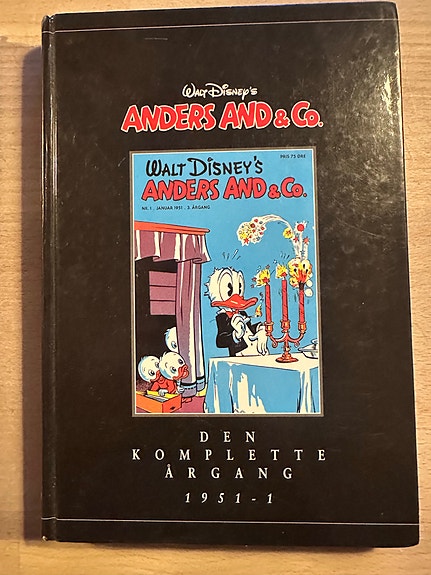 WALT DISNEY'S
ANDERS AND & Co.
PRIS 75 ØRE
WALT DISNEY'S
ANDERS AND & Co.
NR. 1 . JANUAR 1951 . 3. ÅRGANG
DEN
KOMPLETTE
ÅRGANG
1951-1